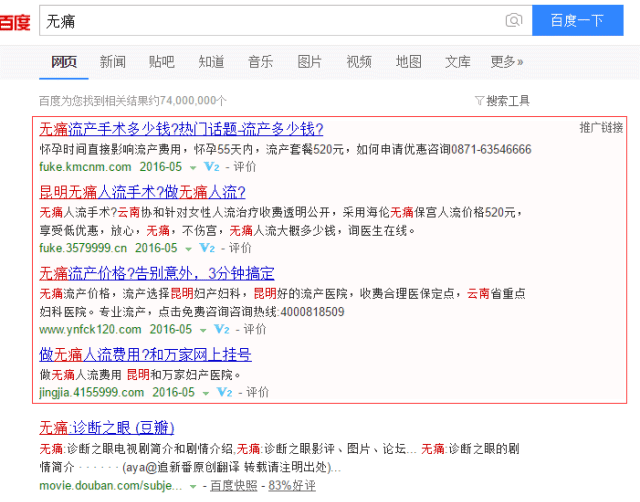 百度 无痛 百度一下
网页 新闻 贴吧 知道 音乐 图片 视频 地图 文库 更多»
百度为您找到相关结果约74,000,000个 搜索工具
无痛流产手术多少钱?热门话题-流产多少钱? 推广链接
怀孕时间直接影响流产费用，怀孕55天内，流产套餐520元，如何申请优惠咨询0871-63546666
fuke.kmcnm.com 2016-05 V2 - 评价
昆明无痛人流手术?做无痛人流?
无痛人流手术?云南协和针对女性人流治疗收费透明公开，采用海伦无痛保宫人流价格520元，
享受低优惠，放心，无痛，不伤宫，无痛人流大概多少钱，询医生在线。
fuke.3579999.cn 2016-05 V2 - 评价
无痛流产价格?告别意外，3分钟搞定
无痛流产价格，流产选择昆明妇产妇科，昆明好的流产医院，收费合理医保定点，云南省重点
妇科医院。专业流产，点击免费咨询咨询热线:4000818509
www.ynfck120.com 2016-05 V2 - 评价
做无痛人流费用?和万家网上挂号
做无痛人流费用 昆明和万家妇产医院。
jingjia.4155999.com 2016-05 V2 - 评价
无痛:诊断之眼 (豆瓣)
无痛:诊断之眼电视剧简介和剧情介绍,无痛:诊断之眼影评、图片、论坛... 无痛:诊断之眼的剧
情简介 · · · · · · (aya@追新番原创翻译 转载请注明出处)...
movie.douban.com/subje... - 百度快照 - 83%好评